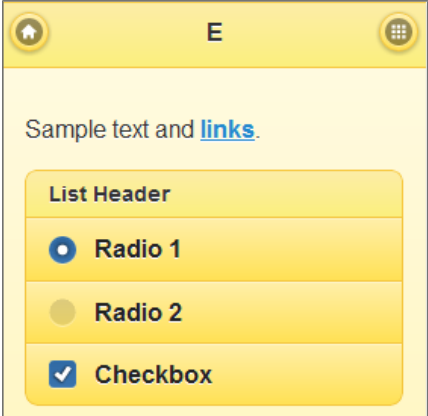 E
Sample text and links.
List Header
Radio 1
Radio 2
Checkbox